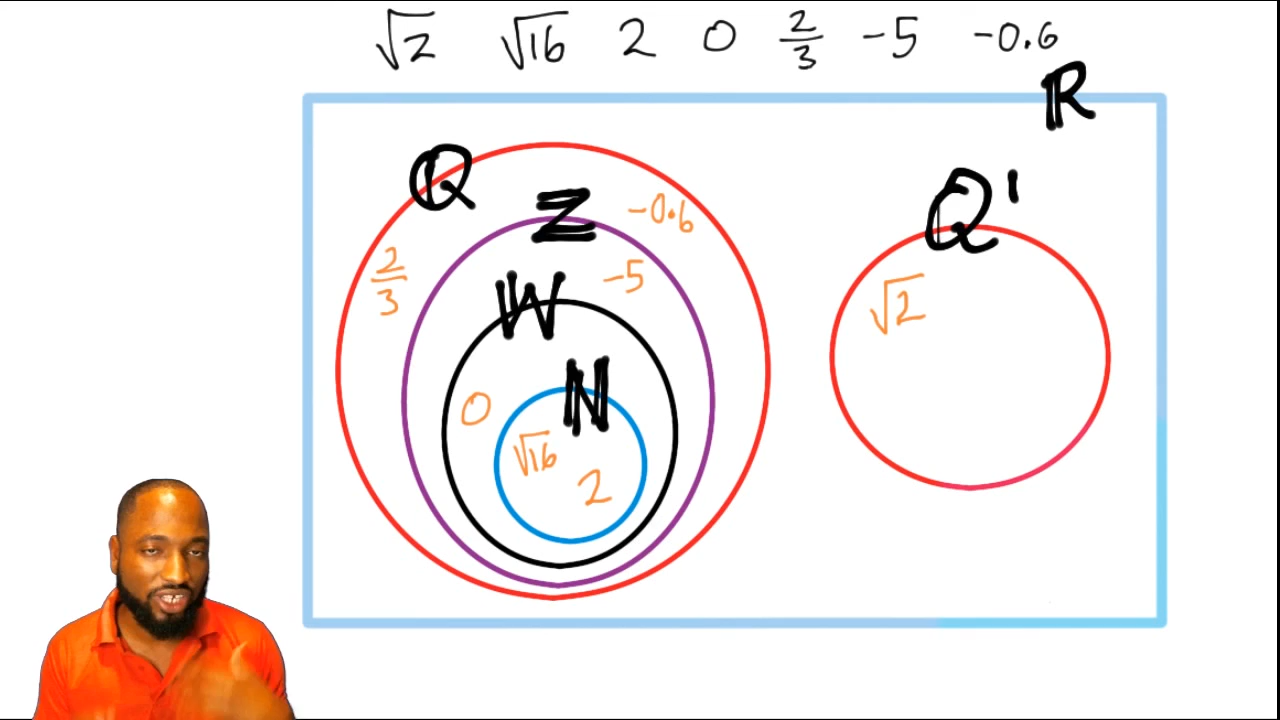 √2 √16 2 0 2/3 -5 -0.6
R
Q Z -0.6 Q'
2/3 W -5 √2
N
0 √16
2